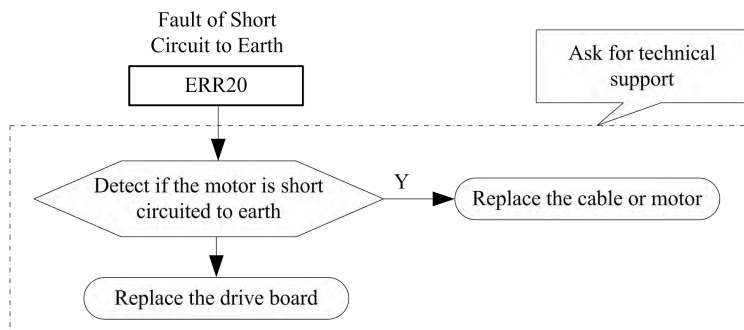 Fault of Short
Circuit to Earth
ERR20
Ask for technical
support
Detect if the motor is short
circuited to earth
Y
Replace the cable or motor
Replace the drive board